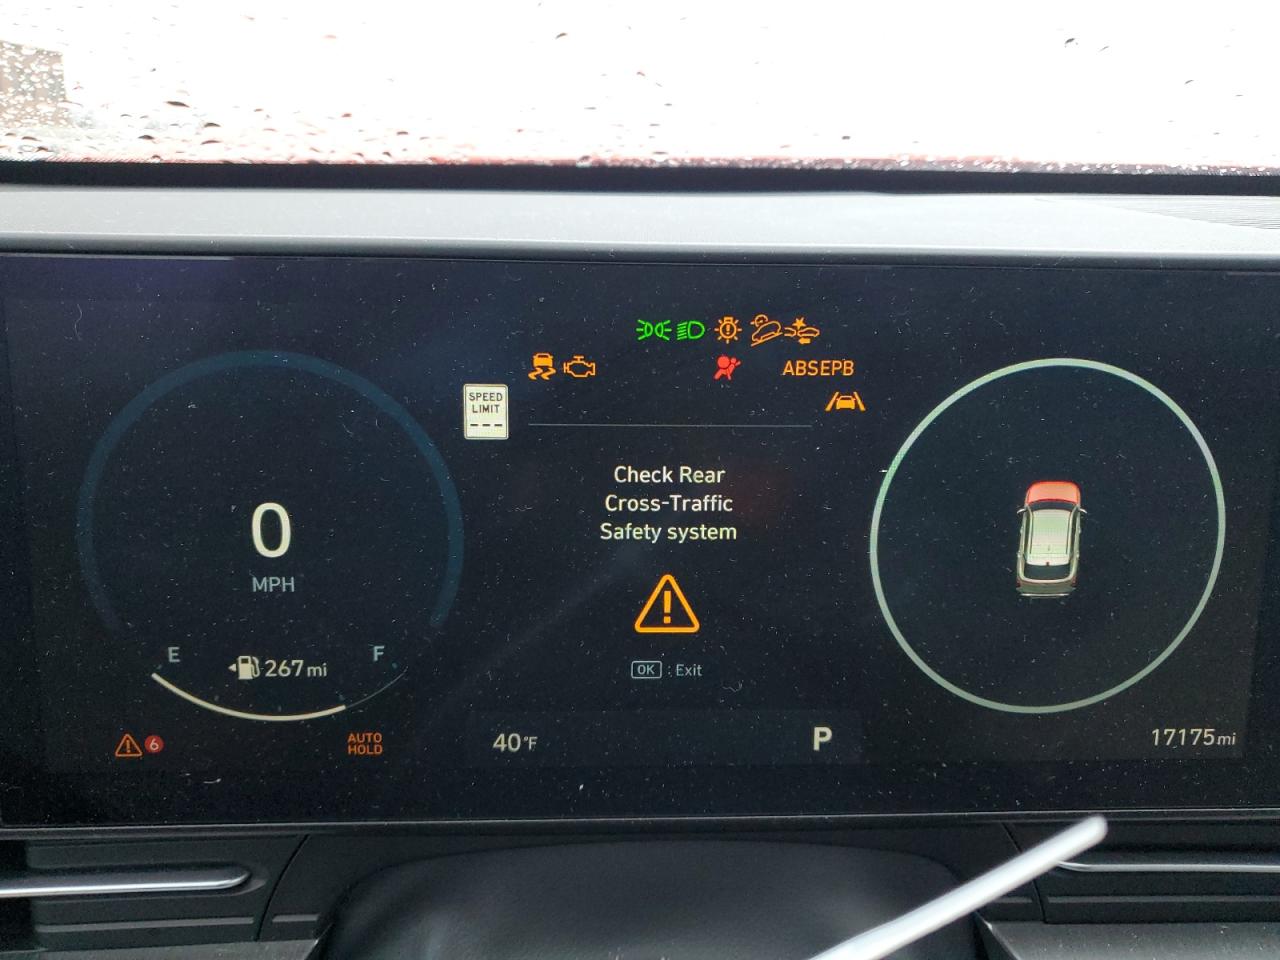 ABS EPB
SPEED
LIMIT
---
Check Rear
Cross-Traffic
Safety system
0
MPH
E
267mi
F
OK : Exit
6
AUTO
HOLD
40°F
P
17175mi